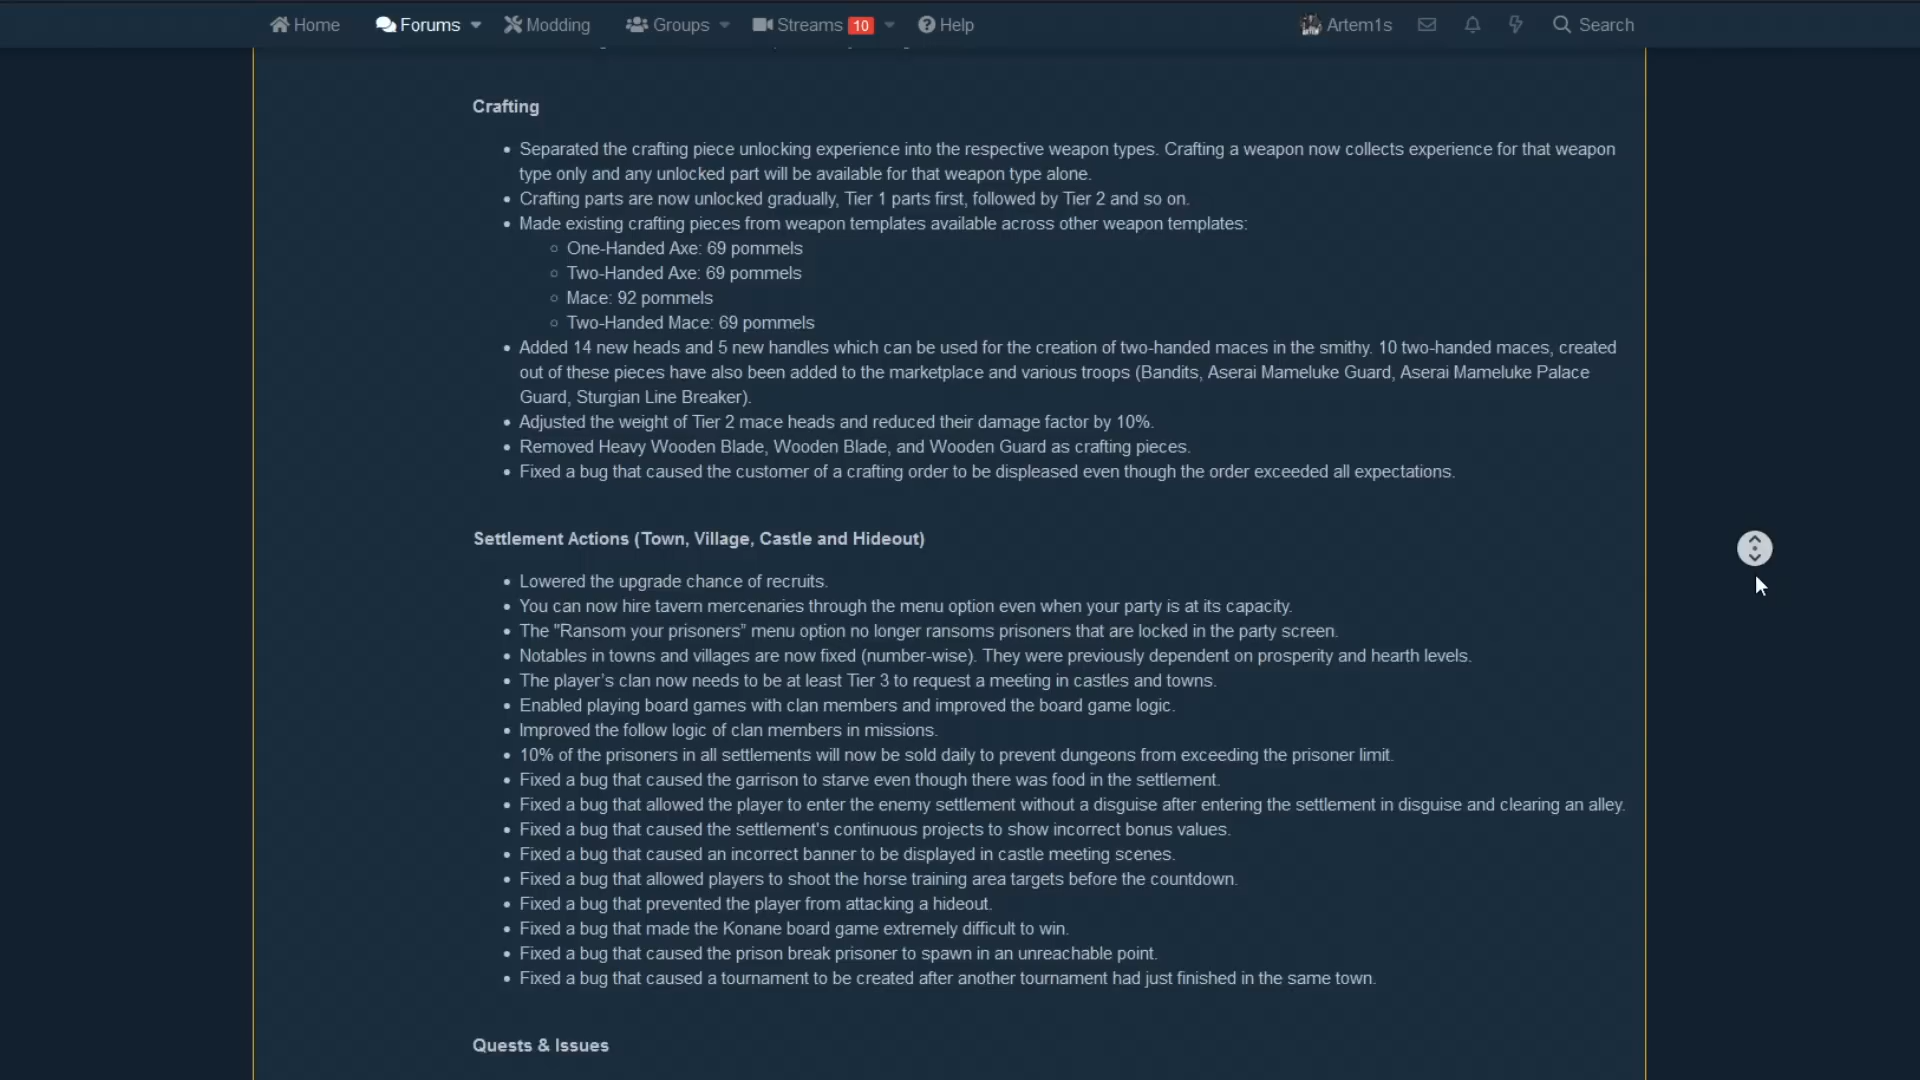 Home Forums Modding Groups Streams 10 Help Artem1s Search
Crafting
Separated the crafting piece unlocking experience into the respective weapon types. Crafting a weapon now collects experience for that weapon
type only and any unlocked part will be available for that weapon type alone.
Crafting parts are now unlocked gradually, Tier 1 parts first, followed by Tier 2 and so on.
Made existing crafting pieces from weapon templates available across other weapon templates:
One-Handed Axe: 69 pommels
Two-Handed Axe: 69 pommels
Mace: 92 pommels
Two-Handed Mace: 69 pommels
Added 14 new heads and 5 new handles which can be used for the creation of two-handed maces in the smithy. 10 two-handed maces, created
out of these pieces have also been added to the marketplace and various troops (Bandits, Aserai Mameluke Guard, Aserai Mameluke Palace
Guard, Sturgian Line Breaker).
Adjusted the weight of Tier 2 mace heads and reduced their damage factor by 10%.
Removed Heavy Wooden Blade, Wooden Blade, and Wooden Guard as crafting pieces.
Fixed a bug that caused the customer of a crafting order to be displeased even though the order exceeded all expectations.
Settlement Actions (Town, Village, Castle and Hideout)
Lowered the upgrade chance of recruits.
You can now hire tavern mercenaries through the menu option even when your party is at its capacity.
The "Ransom your prisoners” menu option no longer ransoms prisoners that are locked in the party screen.
Notables in towns and villages are now fixed (number-wise). They were previously dependent on prosperity and hearth levels.
The player’s clan now needs to be at least Tier 3 to request a meeting in castles and towns.
Enabled playing board games with clan members and improved the board game logic.
Improved the follow logic of clan members in missions.
10% of the prisoners in all settlements will now be sold daily to prevent dungeons from exceeding the prisoner limit.
Fixed a bug that caused the garrison to starve even though there was food in the settlement.
Fixed a bug that allowed the player to enter the enemy settlement without a disguise after entering the settlement in disguise and clearing an alley.
Fixed a bug that caused the settlement's continuous projects to show incorrect bonus values.
Fixed a bug that caused an incorrect banner to be displayed in castle meeting scenes.
Fixed a bug that allowed players to shoot the horse training area targets before the countdown.
Fixed a bug that prevented the player from attacking a hideout.
Fixed a bug that made the Konane board game extremely difficult to win.
Fixed a bug that caused the prison break prisoner to spawn in an unreachable point.
Fixed a bug that caused a tournament to be created after another tournament had just finished in the same town.
Quests & Issues